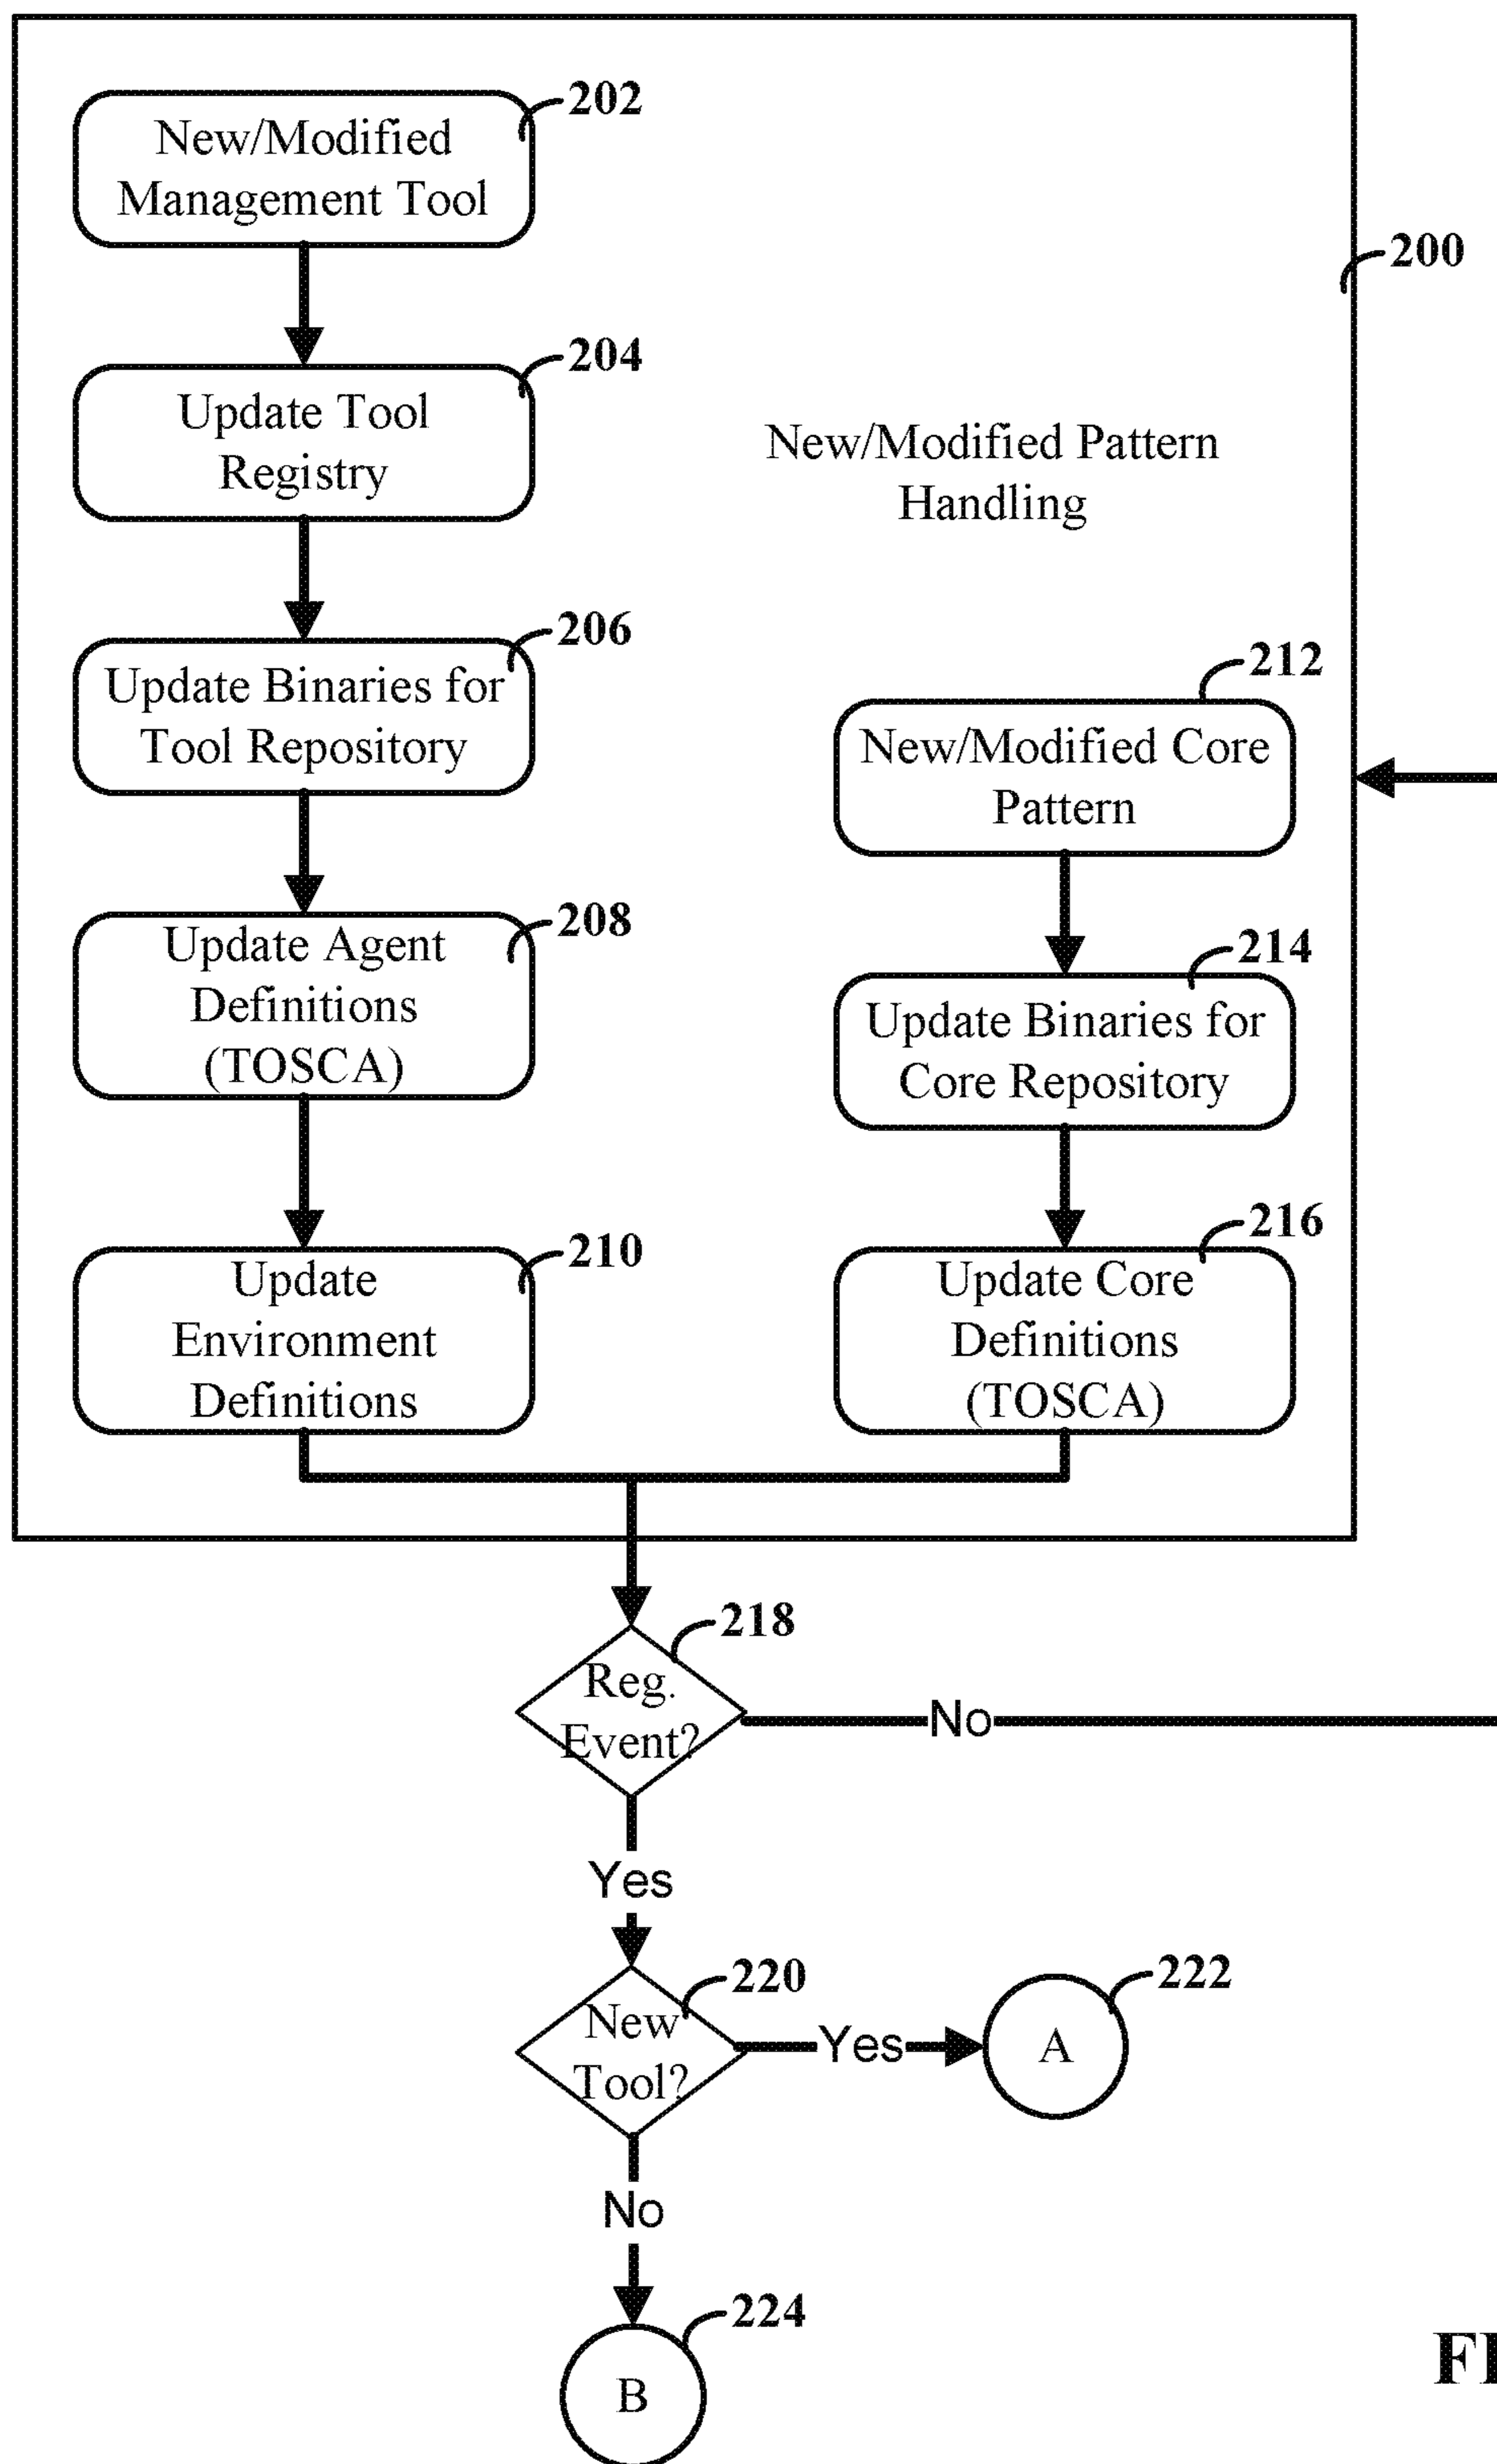 202
New/Modified
Management Tool
200
204
Update Tool
Registry
New/Modified Pattern
Handling
206
Update Binaries for
Tool Repository
212
New/Modified Core
Pattern
208
Update Agent
Definitions
(TOSCA)
214
Update Binaries for
Core Repository
210
Update
Environment
Definitions
216
Update Core
Definitions
(TOSCA)
218
Reg.
Event?
No
Yes
220
New
Tool?
Yes
222
A
No
224
B